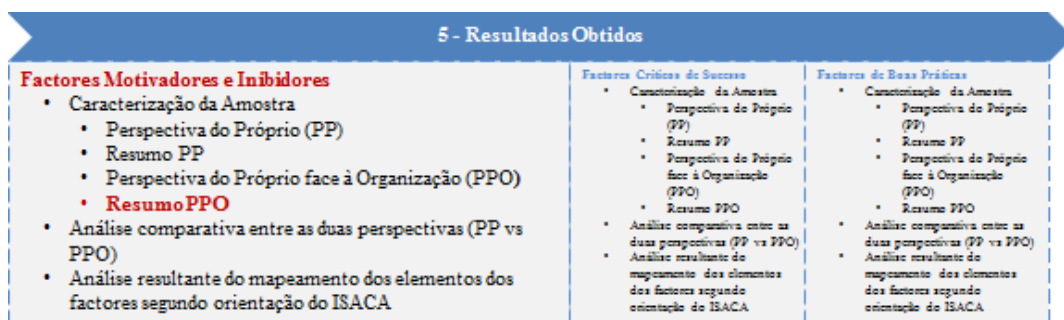 5 - Resultados Obtidos
Factores Motivadores e Inibidores
• Caracterização da Amostra
• Perspectiva do Próprio (PP)
• Resumo PP
• Perspectiva do Próprio face à Organização (PPO)
• Resumo PPO
• Análise comparativa entre as duas perspectivas (PP vs
PPO)
• Análise resultante do mapeamento dos elementos dos
factores segundo orientação do ISACA
Factores Criticos de Sucesso
• Caracterização da Amostra
• Perspectiva do Próprio
(PP)
• Resumo PP
• Perspectiva do Próprio
face à Organização
(PPO)
• Resumo PPO
• Análise comparativa entre as
duas perspectivas (PP vs PPO)
• Análise resultante do
mapeamento dos elementos
dos factores segundo
orientação do ISACA
Factores de Boas Práticas
• Caracterização da Amostra
• Perspectiva do Próprio
(PP)
• Resumo PP
• Perspectiva do Próprio
face à Organização
(PPO)
• Resumo PPO
• Análise comparativa entre as
duas perspectivas (PP vs PPO)
• Análise resultante do
mapeamento dos elementos
dos factores segundo
orientação do ISACA